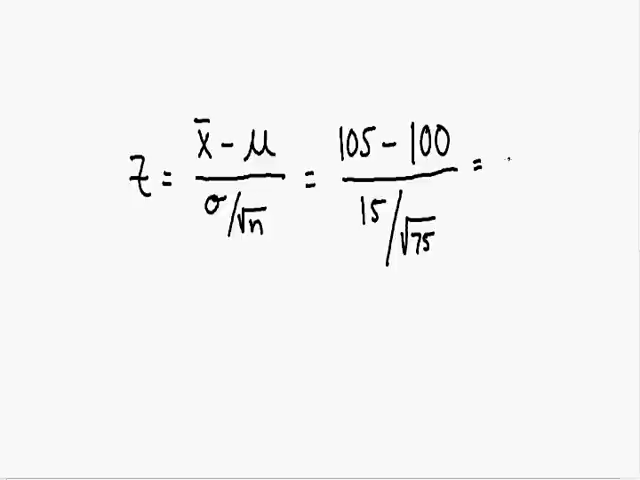 z = (x̄ - μ) / (σ/√n) = (105 - 100) / (15/√75) =